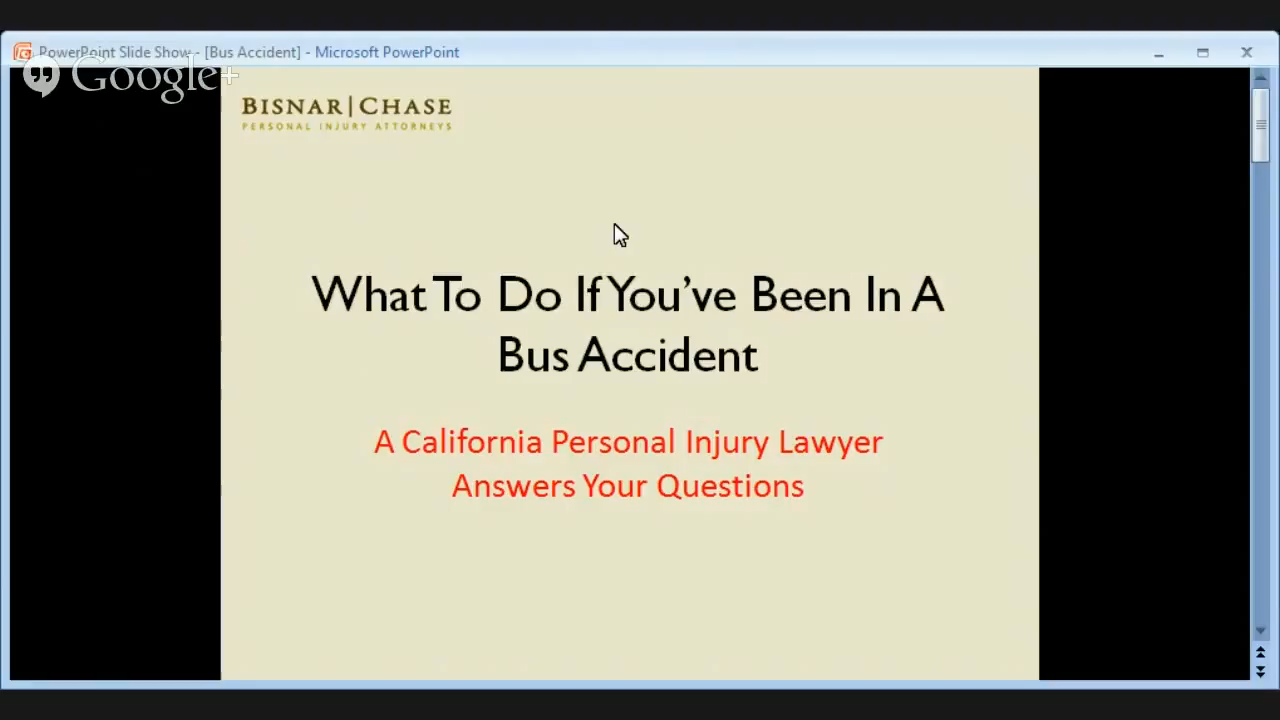 PowerPoint Slide Show - [Bus Accident] - Microsoft PowerPoint
Google+
BISNAR|CHASE
PERSONAL INJURY ATTORNEYS
What To Do If You've Been In A
Bus Accident
A California Personal Injury Lawyer
Answers Your Questions